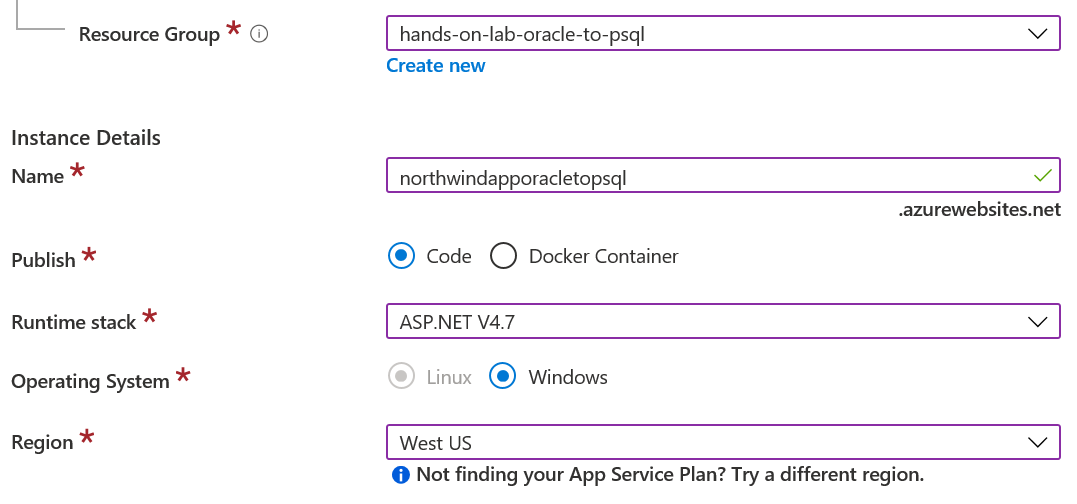 Resource Group * hands-on-lab-oracle-to-psql
Create new
Instance Details
Name * northwindapporacletopsql
.azurewebsites.net
Publish * Code Docker Container
Runtime stack * ASP.NET V4.7
Operating System * Linux Windows
Region * West US
Not finding your App Service Plan? Try a different region.